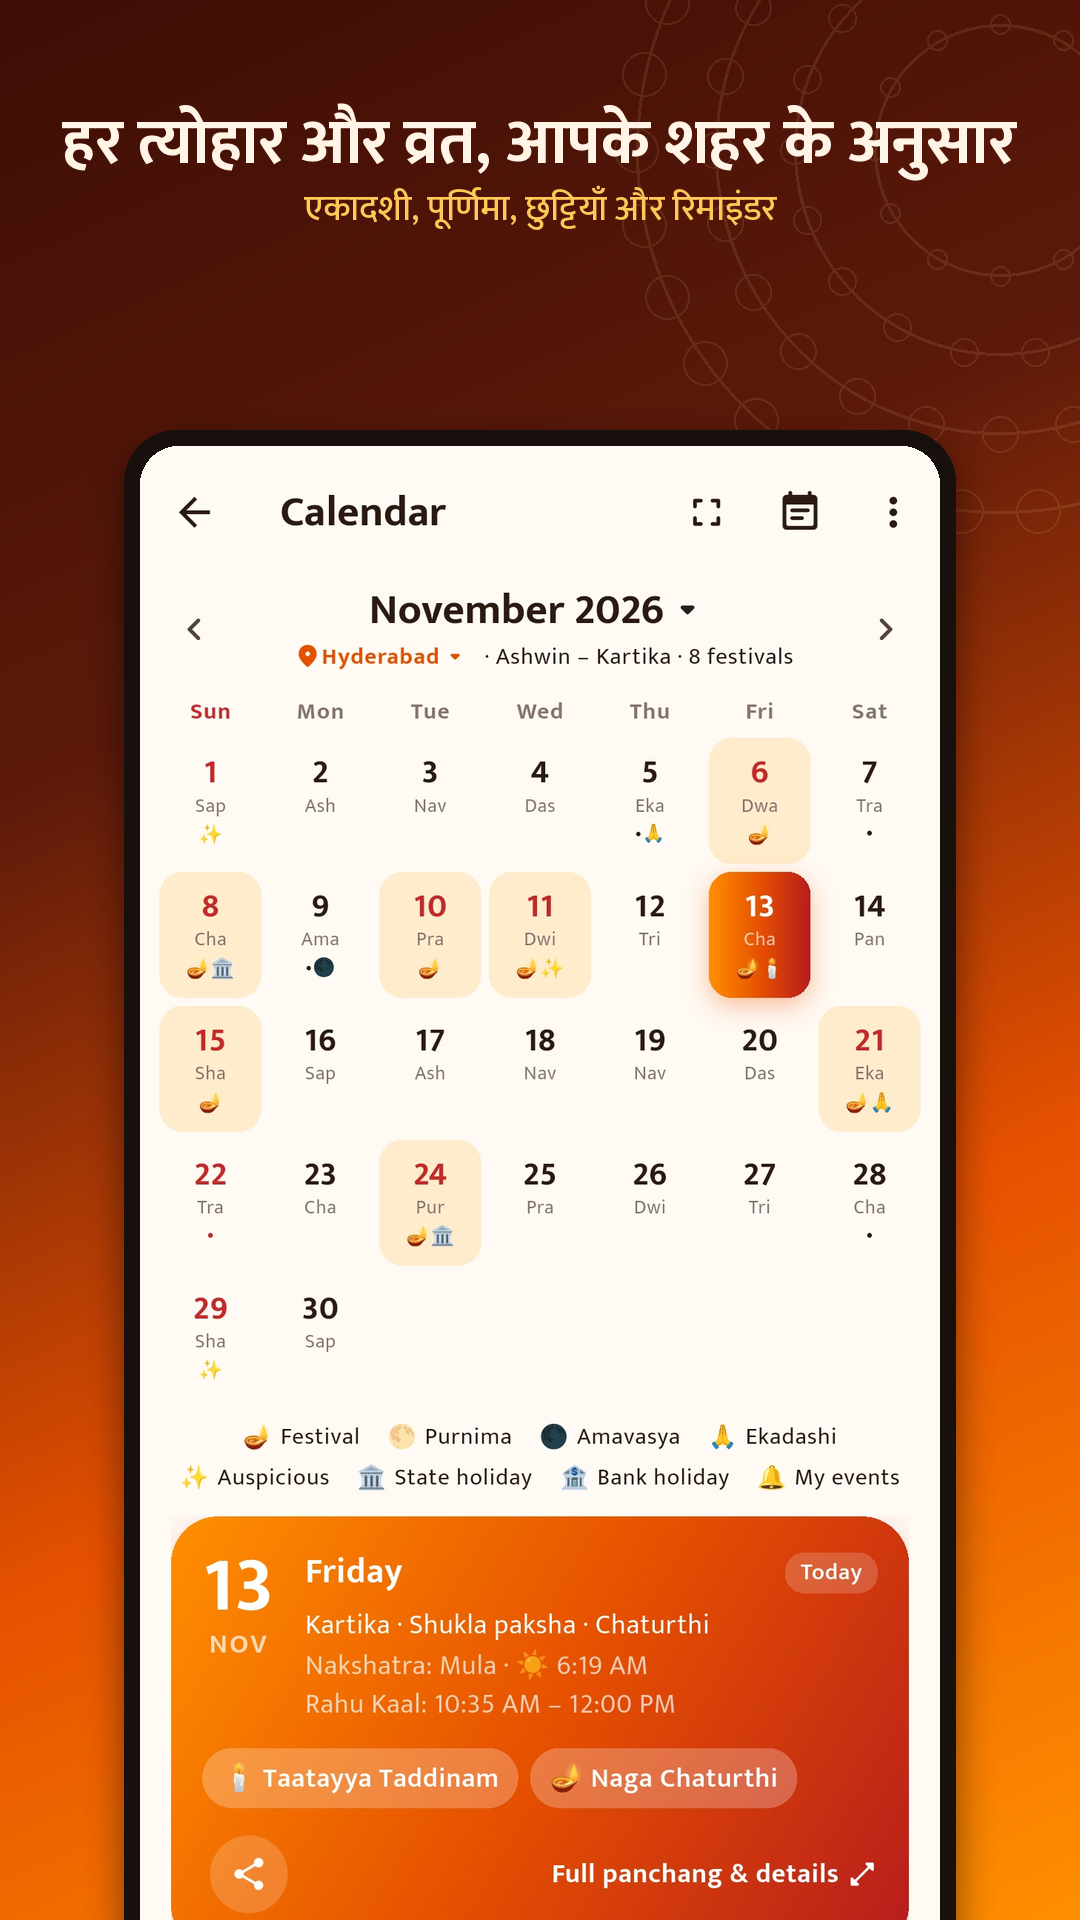 हर त्योहार और व्रत, आपके शहर के अनुसार
एकादशी, पूर्णिमा, छुट्टियाँ और रिमाइंडर
Calendar
November 2026
Hyderabad · Ashwin – Kartika · 8 festivals
Sun Mon Tue Wed Thu Fri Sat
1 2 3 4 5 6 7
Sap Ash Nav Das Eka Dwa Tra
8 9 10 11 12 13 14
Cha Ama Pra Dwi Tri Cha Pan
15 16 17 18 19 20 21
Sha Sap Ash Nav Nav Das Eka
22 23 24 25 26 27 28
Tra Cha Pur Pra Dwi Tri Cha
29 30
Sha Sap
Festival Purnima Amavasya Ekadashi
Auspicious State holiday Bank holiday My events
13 Friday Today
NOV Kartika · Shukla paksha · Chaturthi
Nakshatra: Mula · 6:19 AM
Rahu Kaal: 10:35 AM – 12:00 PM
Taatayya Taddinam Naga Chaturthi
Full panchang & details